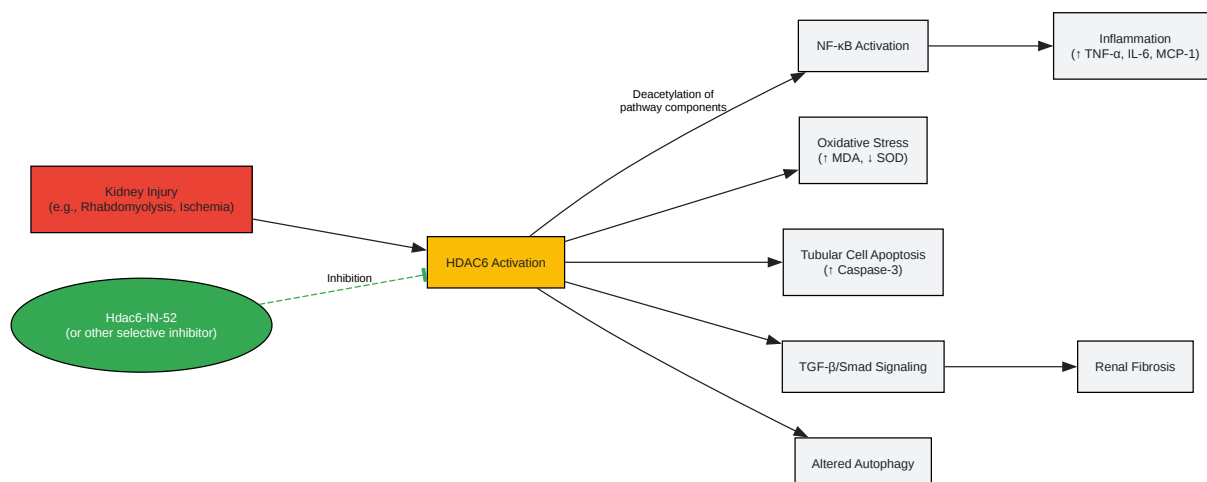 NF-κB Activation
Inflammation
(↑ TNF-α, IL-6, MCP-1)
Deacetylation of
pathway components
Oxidative Stress
(↑ MDA, ↓ SOD)
Kidney Injury
(e.g., Rhabdomyolysis, Ischemia)
HDAC6 Activation
Tubular Cell Apoptosis
(↑ Caspase-3)
Inhibition
Hdac6-IN-52
(or other selective inhibitor)
TGF-β/Smad Signaling
Renal Fibrosis
Altered Autophagy